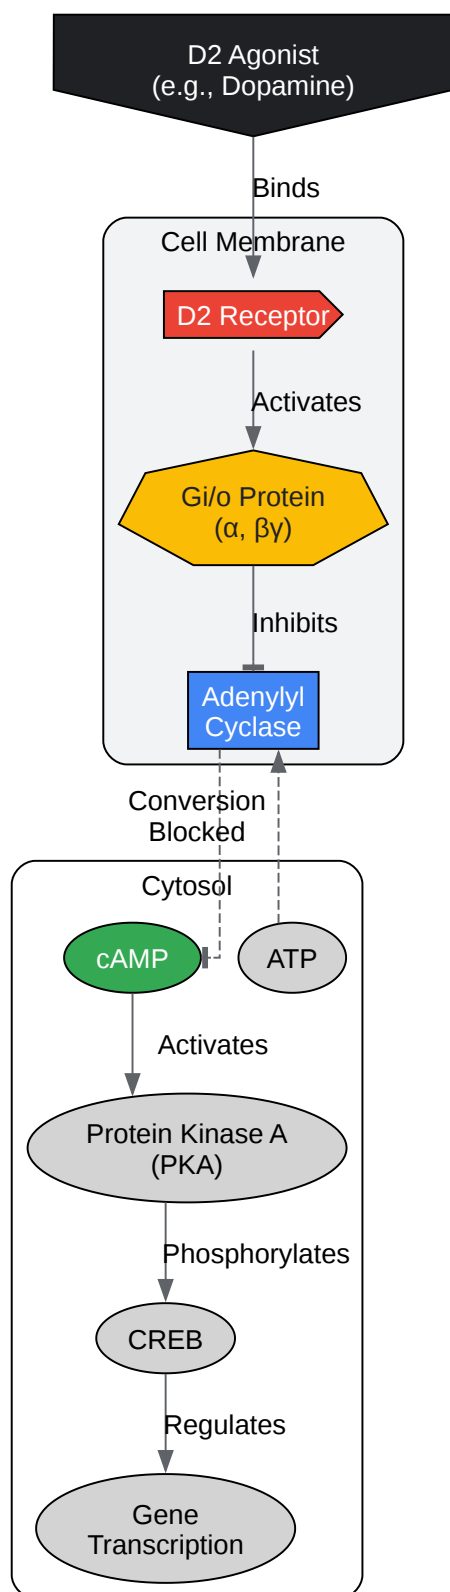 D2 Agonist
(e.g., Dopamine)
Binds
Cell Membrane
D2 Receptor
Activates
Gi/o Protein
(α, βγ)
Inhibits
Adenylyl
Cyclase
Conversion
Blocked
Cytosol
cAMP
ATP
Activates
Protein Kinase A
(PKA)
Phosphorylates
CREB
Regulates
Gene
Transcription